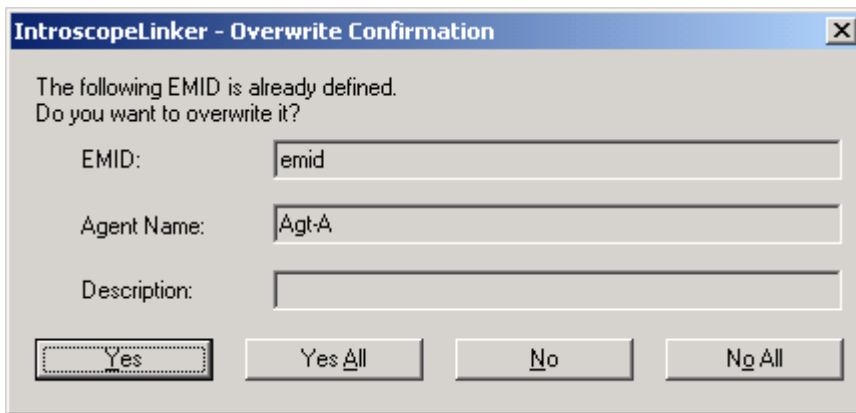 IntroscopeLinker - Overwrite Confirmation
The following EMID is already defined.
Do you want to overwrite it?
EMID: emid
Agent Name: Agt-A
Description:
Yes Yes All No No All